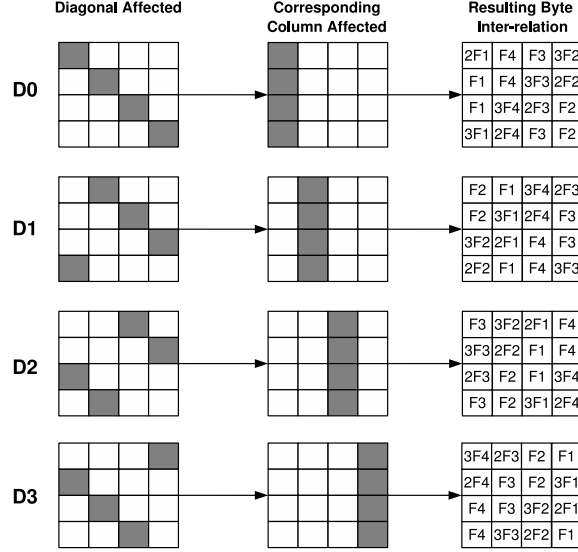 Diagonal Affected
Corresponding
Column Affected
Resulting Byte
Inter-relation
D0
2F1 F4 F3 3F2
F1 F4 3F3 2F2
F1 3F4 2F3 F2
3F1 2F4 F3 F2
D1
F2 F1 3F4 2F3
F2 3F1 2F4 F3
3F2 2F1 F4 F3
2F2 F1 F4 3F3
D2
F3 3F2 2F1 F4
3F3 2F2 F1 F4
2F3 F2 F1 3F4
F3 F2 3F1 2F4
D3
3F4 2F3 F2 F1
2F4 F3 F2 3F1
F4 F3 3F2 2F1
F4 3F3 2F2 F1